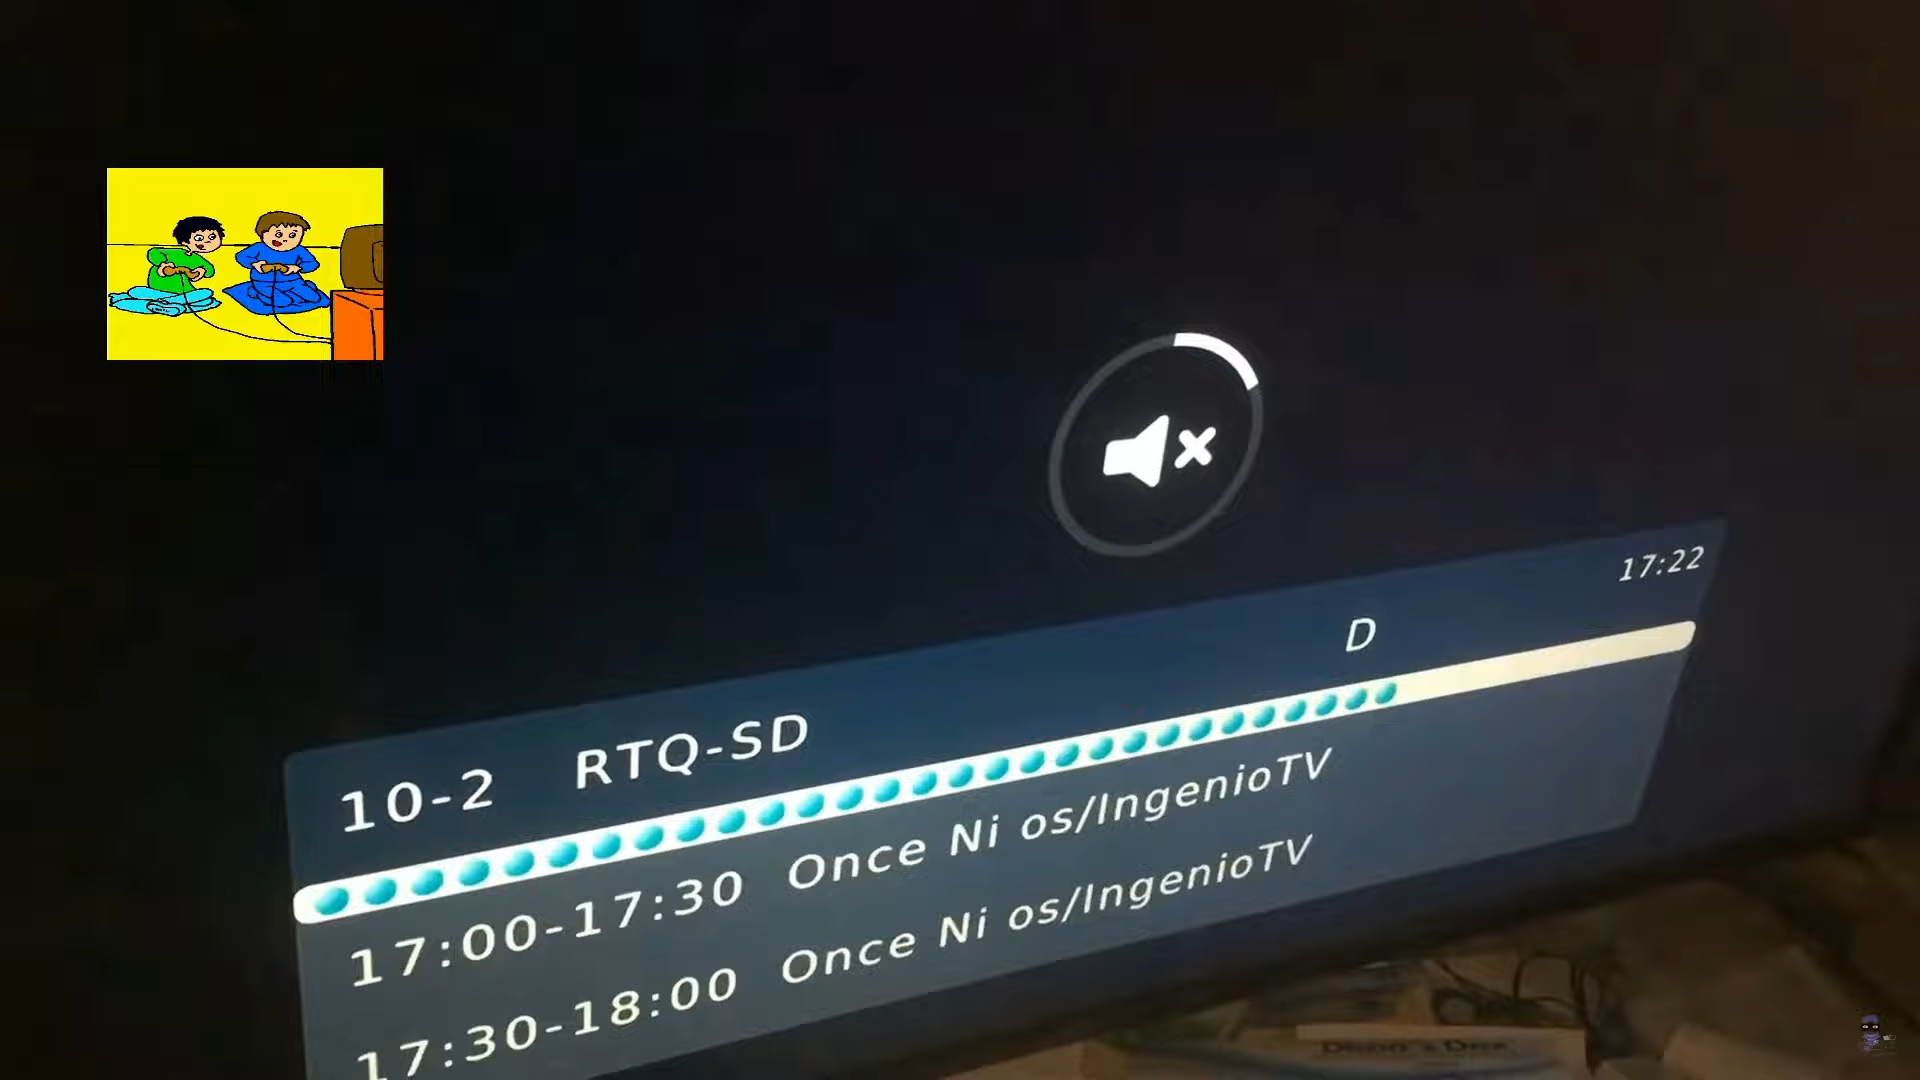 17:22
D
10-2 RTQ-SD
17:00-17:30 Once Ni os/IngenioTV
17:30-18:00 Once Ni os/IngenioTV